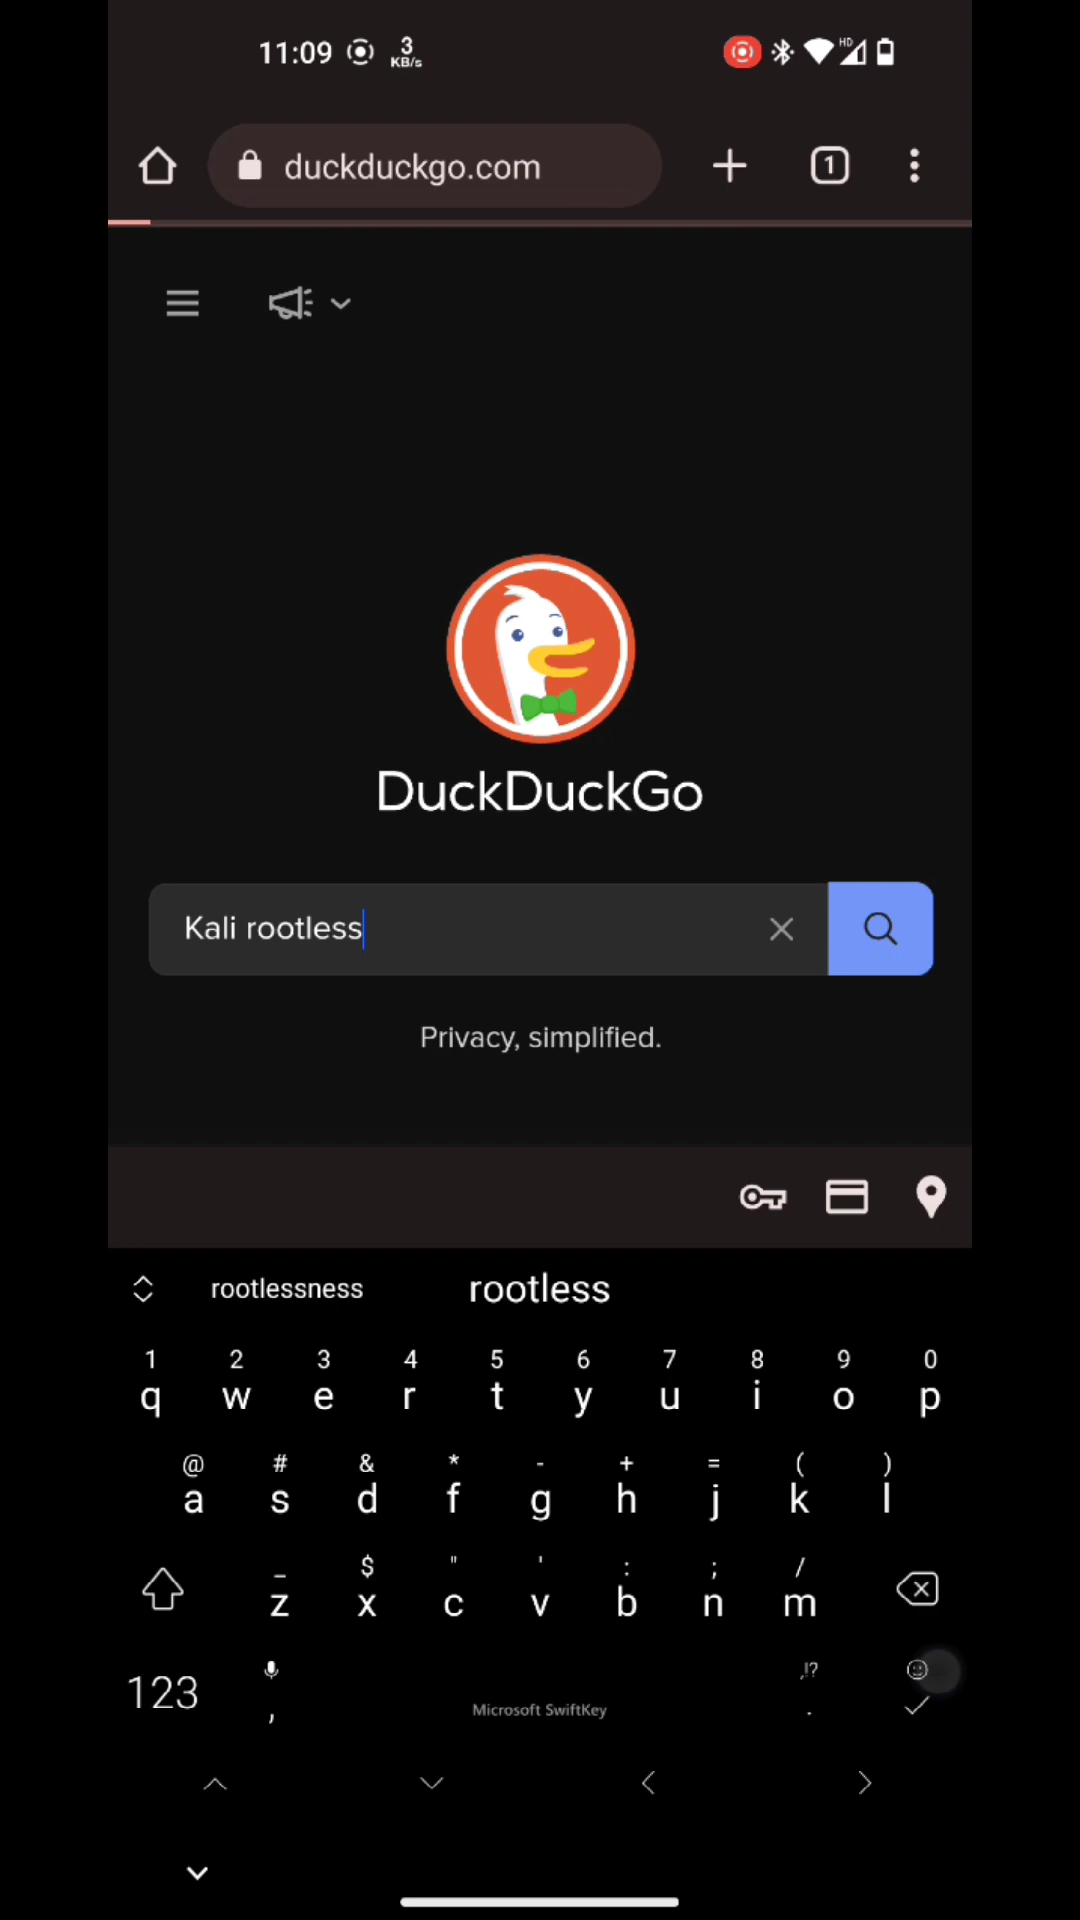 11:09 3 KB/s HD
duckduckgo.com 1
DuckDuckGo
Kali rootless
Privacy, simplified.
rootlessness rootless
1 2 3 4 5 6 7 8 9 0
q w e r t y u i o p
@ # & * - + = ( )
a s d f g h j k l
_ $ " ' : ; /
z x c v b n m
,!?
123 , Microsoft SwiftKey .